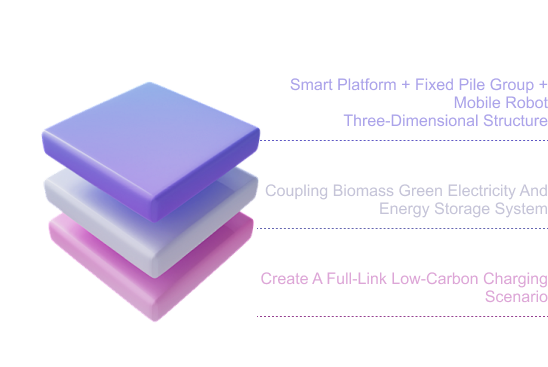 Smart Platform + Fixed Pile Group +
Mobile Robot
Three-Dimensional Structure
Coupling Biomass Green Electricity And
Energy Storage System
Create A Full-Link Low-Carbon Charging
Scenario